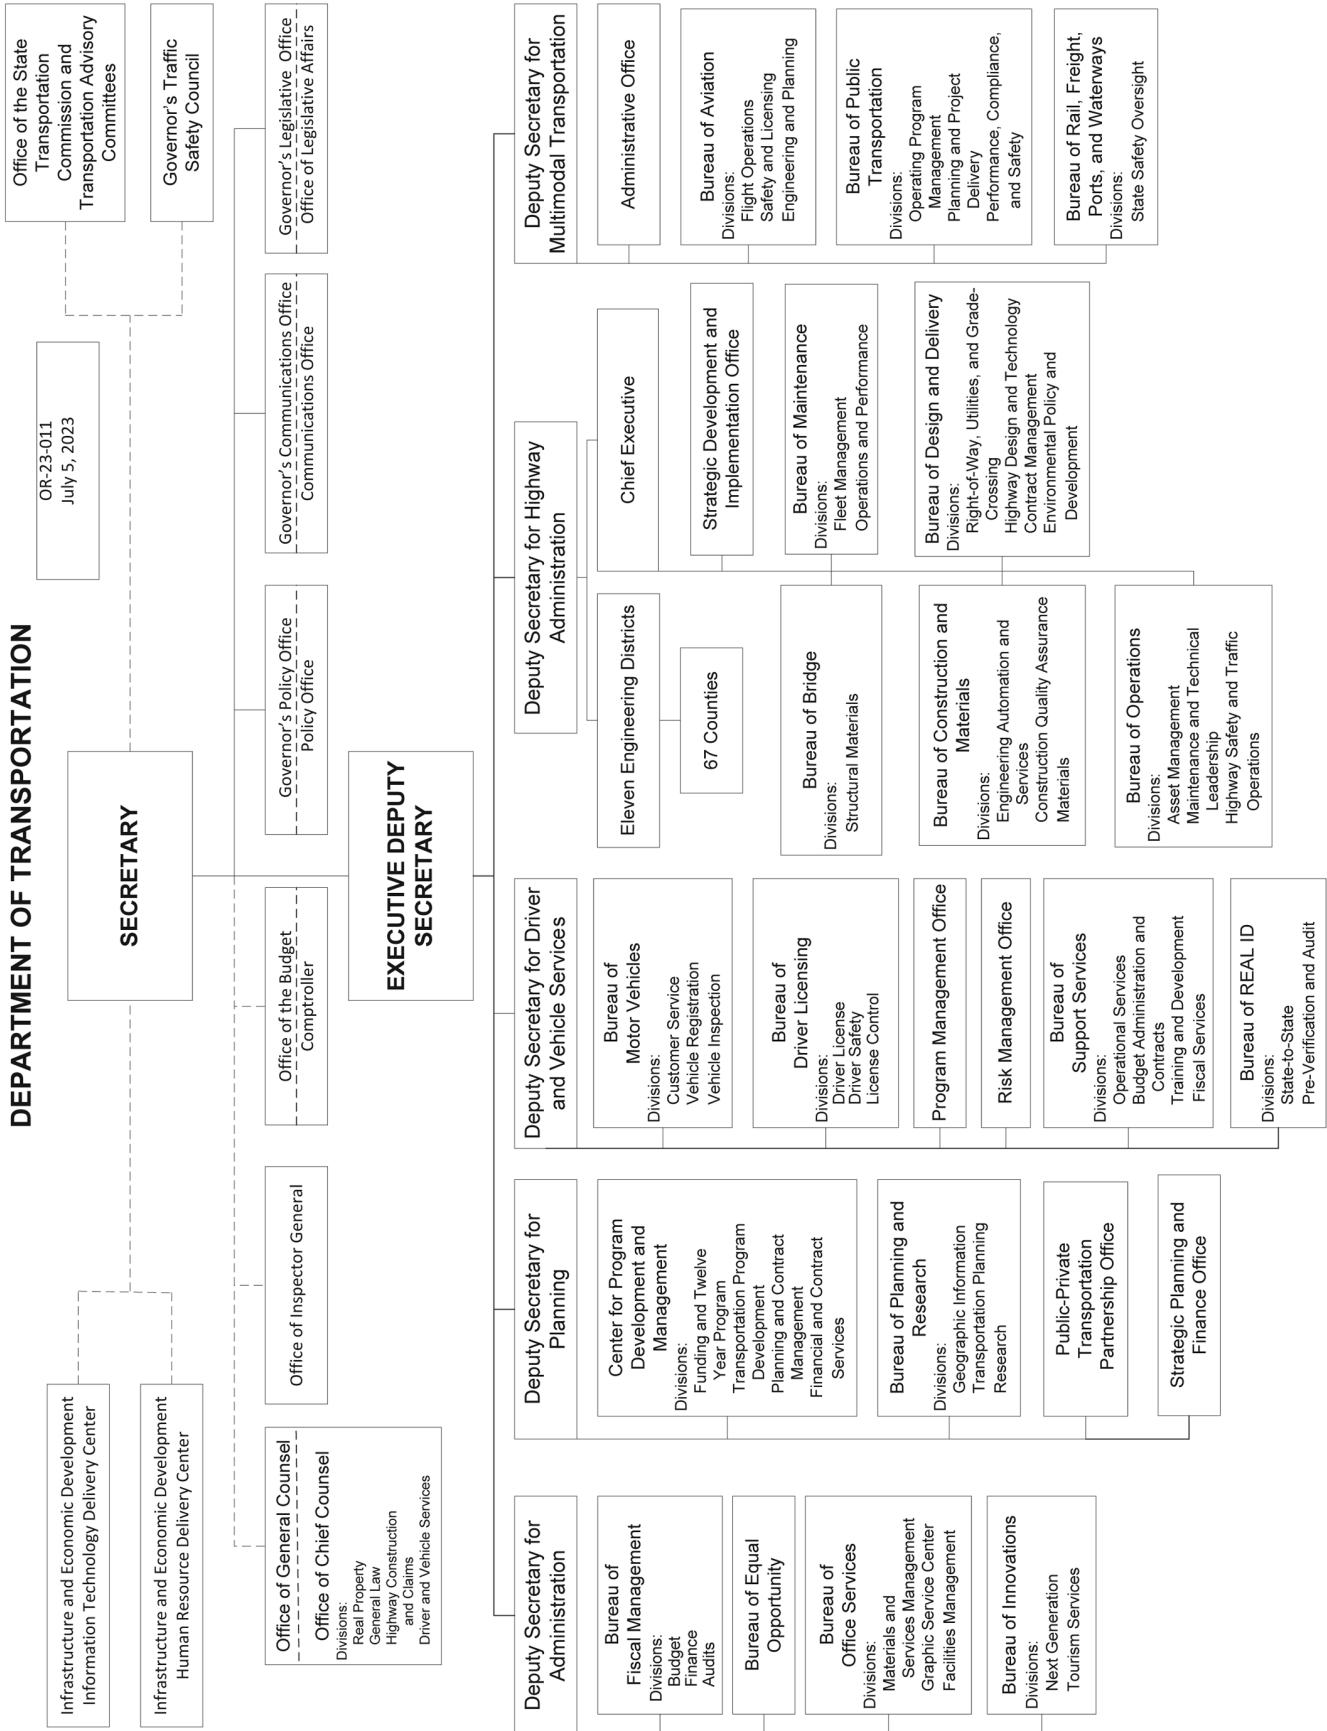 DEPARTMENT OF TRANSPORTATION
OR-23-011
July 5, 2023
Infrastructure and Economic Development
Information Technology Delivery Center
Infrastructure and Economic Development
Human Resource Delivery Center
SECRETARY
Office of the State
Transportation
Commission and
Transportation Advisory
Committees
Governor's Traffic
Safety Council
Office of General Counsel
Office of Chief Counsel
Divisions:
Real Property
General Law
Highway Construction
and Claims
Driver and Vehicle Services
Office of Inspector General
Office of the Budget
Comptroller
Governor's Policy Office
Policy Office
Governor's Communications Office
Communications Office
Governor's Legislative Office
Office of Legislative Affairs
EXECUTIVE DEPUTY
SECRETARY
Deputy Secretary for
Administration
Bureau of
Fiscal Management
Divisions:
Budget
Finance
Audits
Bureau of Equal
Opportunity
Bureau of
Office Services
Divisions:
Materials and
Services Management
Graphic Service Center
Facilities Management
Bureau of Innovations
Divisions:
Next Generation
Tourism Services
Deputy Secretary for
Planning
Center for Program
Development and
Management
Divisions:
Funding and Twelve
Year Program
Transportation Program
Development
Planning and Contract
Management
Financial and Contract
Services
Bureau of Planning and
Research
Divisions:
Geographic Information
Transportation Planning
Research
Public-Private
Transportation
Partnership Office
Strategic Planning and
Finance Office
Deputy Secretary for Driver
and Vehicle Services
Bureau of
Motor Vehicles
Divisions:
Customer Service
Vehicle Registration
Vehicle Inspection
Bureau of
Driver Licensing
Divisions:
Driver License
Driver Safety
License Control
Program Management Office
Risk Management Office
Bureau of
Support Services
Divisions:
Operational Services
Budget Administration and
Contracts
Training and Development
Fiscal Services
Bureau of REAL ID
Divisions:
State-to-State
Pre-Verification and Audit
Deputy Secretary for Highway
Administration
Eleven Engineering Districts
67 Counties
Chief Executive
Strategic Development and
Implementation Office
Bureau of Bridge
Divisions:
Structural Materials
Bureau of Maintenance
Divisions:
Fleet Management
Operations and Performance
Bureau of Construction and
Materials
Divisions:
Engineering Automation and
Services
Construction Quality Assurance
Materials
Bureau of Design and Delivery
Divisions:
Right-of-Way, Utilities, and Grade-
Crossing
Highway Design and Technology
Contract Management
Environmental Policy and
Development
Bureau of Operations
Divisions:
Asset Management
Maintenance and Technical
Leadership
Highway Safety and Traffic
Operations
Deputy Secretary for
Multimodal Transportation
Administrative Office
Bureau of Aviation
Divisions:
Flight Operations
Safety and Licensing
Engineering and Planning
Bureau of Public
Transportation
Divisions:
Operating Program
Management
Planning and Project
Delivery
Performance, Compliance,
and Safety
Bureau of Rail, Freight,
Ports, and Waterways
Divisions:
State Safety Oversight